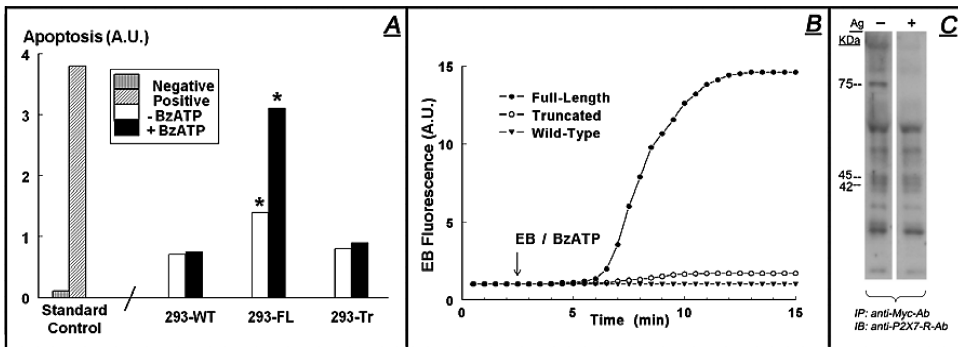 A
Apoptosis (A.U.)
4
3
2
1
0
Negative
Positive
- BzATP
+ BzATP
*
*
Standard
Control
293-WT
293-FL
293-Tr
B
EB Fluorescence (A.U.)
15
10
5
0
Full-Length
Truncated
Wild-Type
EB / BzATP
0
5
10
15
Time (min)
C
Ag – +
KDa
75--
45--
42--
IP: anti-Myc-Ab
IB: anti-P2X7-R-Ab